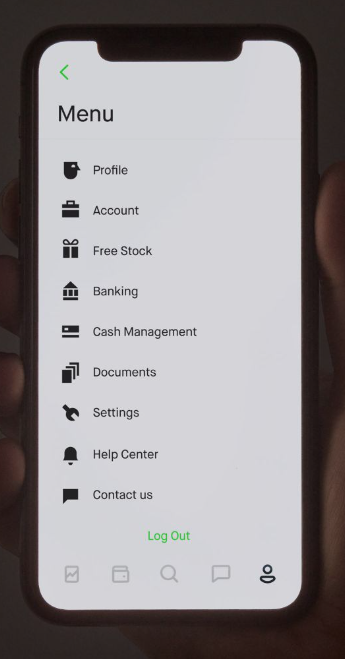 Menu
Profile
Account
Free Stock
Banking
Cash Management
Documents
Settings
Help Center
Contact us
Log Out